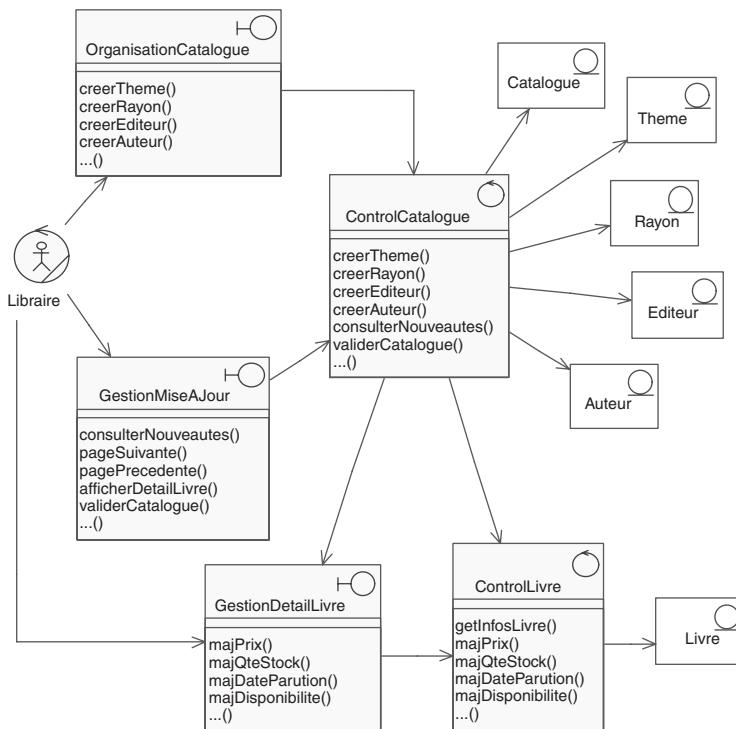 OrganisationCatalogue
creerTheme()
creerRayon()
creerEditeur()
creerAuteur()
...()
Catalogue
Theme
Rayon
Editeur
Auteur
ControlCatalogue
creerTheme()
creerRayon()
creerEditeur()
creerAuteur()
consulterNouveautes()
validerCatalogue()
...()
Libraire
GestionMiseAJour
consulterNouveautes()
pageSuivante()
pagePrecedente()
afficherDetailLivre()
validerCatalogue()
...()
GestionDetailLivre
majPrix()
majQteStock()
majDateParution()
majDisponibilite()
...()
ControlLivre
getInfosLivre()
majPrix()
majQteStock()
majDateParution()
majDisponibilite()
...()
Livre